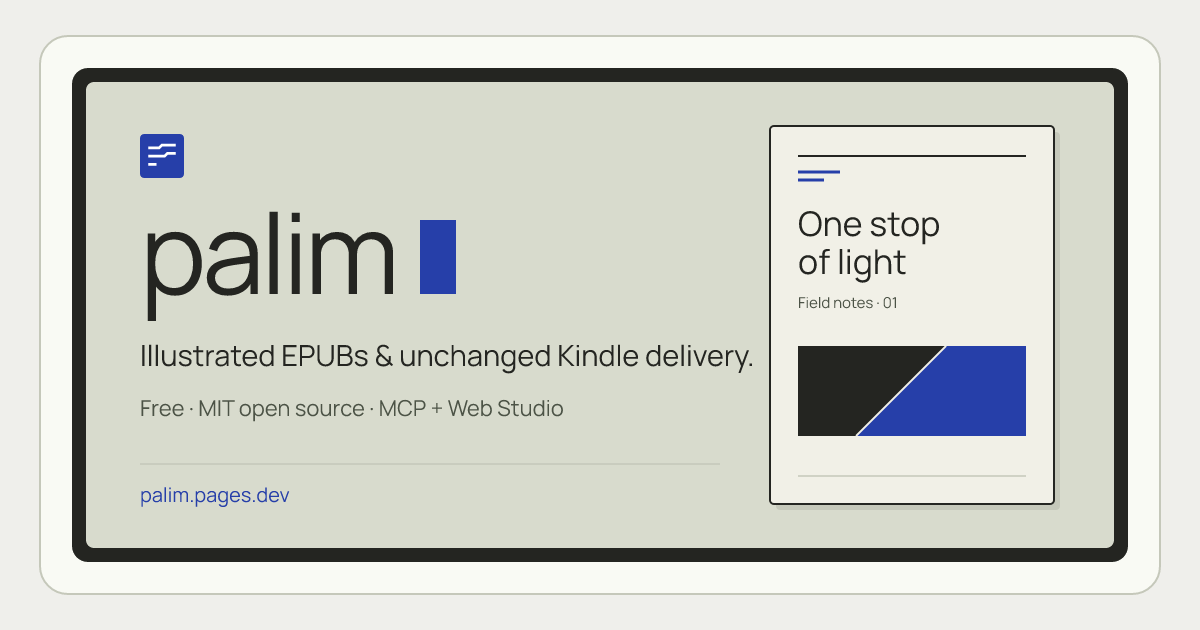 palim
Illustrated EPUBs & unchanged Kindle delivery.
Free · MIT open source · MCP + Web Studio
palim.pages.dev
One stop
of light
Field notes · 01